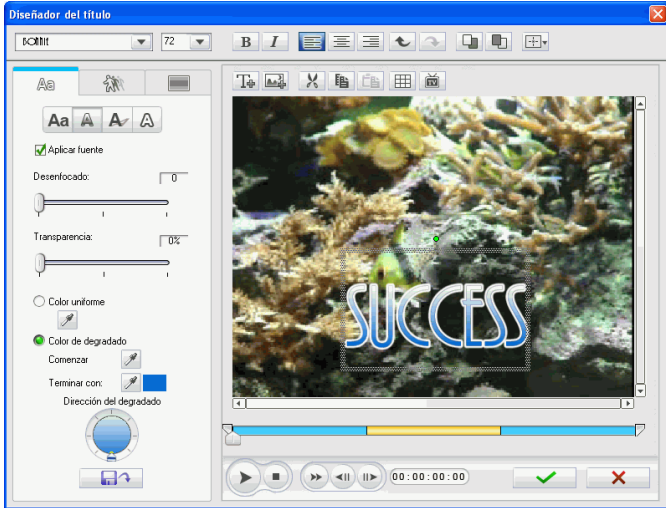 Diseñador del título
72
B I
Aa
Aa A A A
Aplicar fuente
Desenfocado: 0
Transparencia: 0%
Color uniforme
Color de degradado
Comenzar
Terminar con:
Dirección del degradado
SUCCESS
00:00:00:00